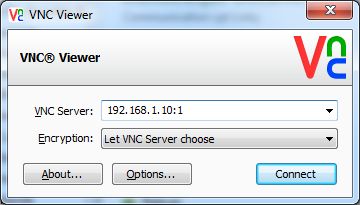 VNC Viewer
VNC® Viewer
VNC
VNC Server: 192.168.1.10:1
Encryption: Let VNC Server choose
About... Options... Connect